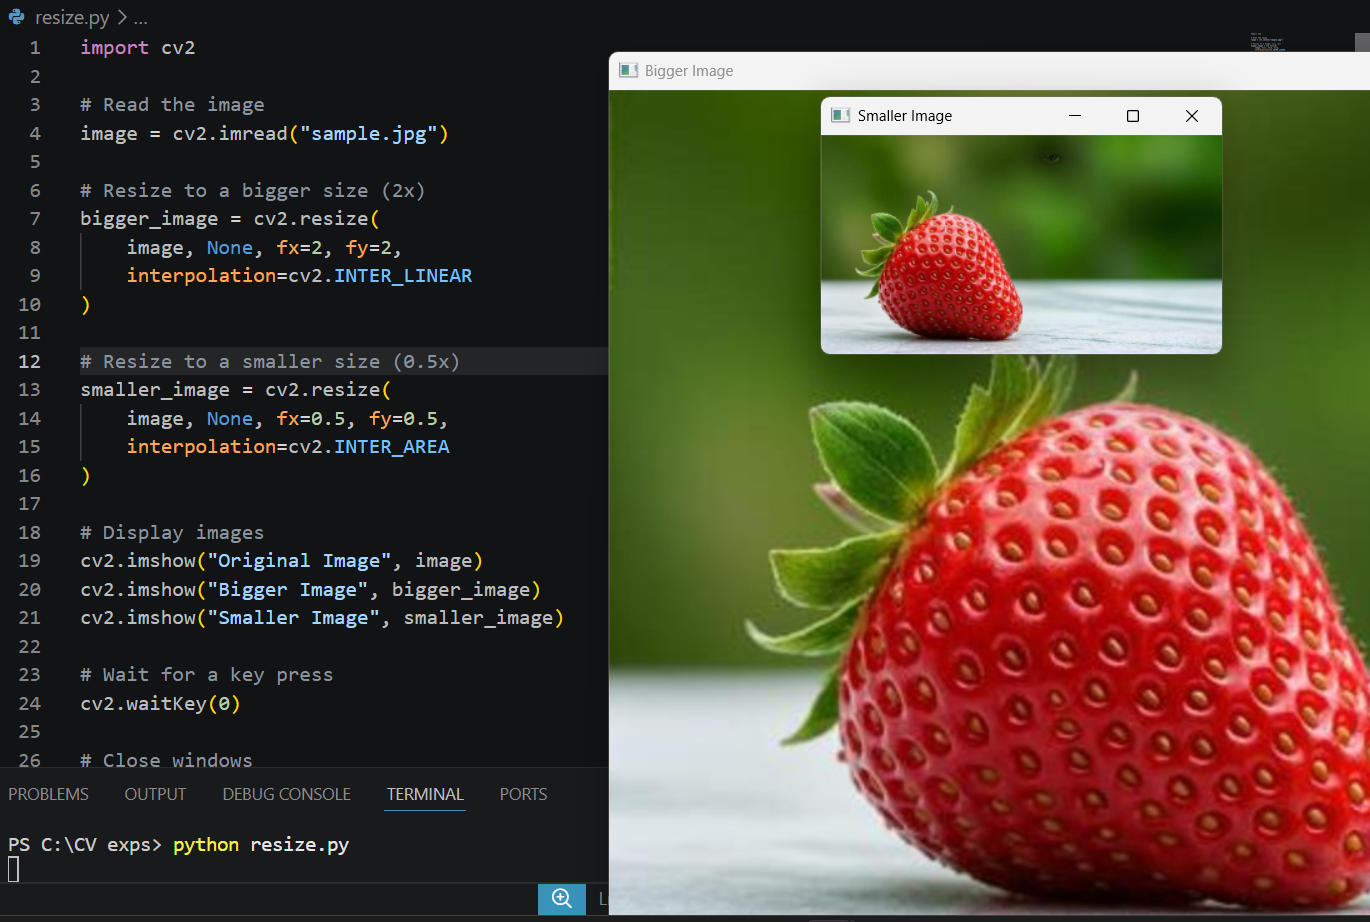 resize.py > ...
1 import cv2
2
3 # Read the image
4 image = cv2.imread("sample.jpg")
5
6 # Resize to a bigger size (2x)
7 bigger_image = cv2.resize(
8 image, None, fx=2, fy=2,
9 interpolation=cv2.INTER_LINEAR
10 )
11
12 # Resize to a smaller size (0.5x)
13 smaller_image = cv2.resize(
14 image, None, fx=0.5, fy=0.5,
15 interpolation=cv2.INTER_AREA
16 )
17
18 # Display images
19 cv2.imshow("Original Image", image)
20 cv2.imshow("Bigger Image", bigger_image)
21 cv2.imshow("Smaller Image", smaller_image)
22
23 # Wait for a key press
24 cv2.waitKey(0)
25
26 # Close windows
Bigger Image
Smaller Image
PROBLEMS OUTPUT DEBUG CONSOLE TERMINAL PORTS
PS C:\CV exps> python resize.py